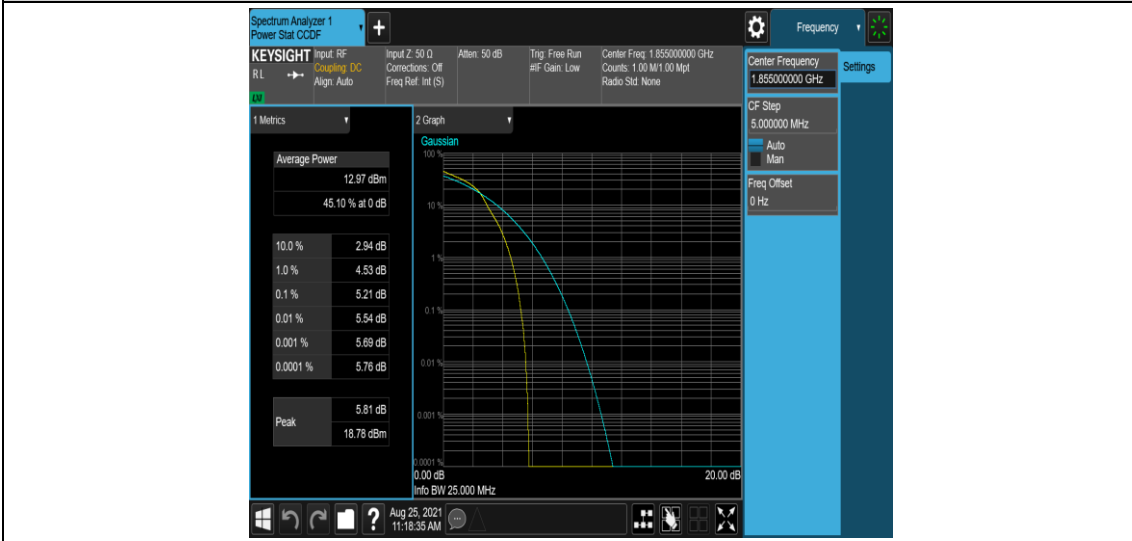 Spectrum Analyzer 1
Power Stat CCDF
Frequency
KEYSIGHT
RL
LM
Input: RF
Coupling: DC
Align: Auto
Input Z: 50 Ω
Corrections: Off
Freq Ref: Int (S)
Atten: 50 dB
Trig: Free Run
#IF Gain: Low
Center Freq: 1.855000000 GHz
Counts: 1.00 M/1.00 Mpt
Radio Std: None
Center Frequency
1.855000000 GHz
Settings
CF Step
5.000000 MHz
Auto
Man
Freq Offset
0 Hz
1 Metrics
Average Power
12.97 dBm
45.10 % at 0 dB
10.0 % 2.94 dB
1.0 % 4.53 dB
0.1 % 5.21 dB
0.01 % 5.54 dB
0.001 % 5.69 dB
0.0001 % 5.76 dB
Peak
5.81 dB
18.78 dBm
2 Graph
Gaussian
100 %
10 %
1 %
0.1 %
0.01 %
0.001 %
0.0001 %
0.00 dB 20.00 dB
Info BW 25.000 MHz
Aug 25, 2021
11:18:35 AM